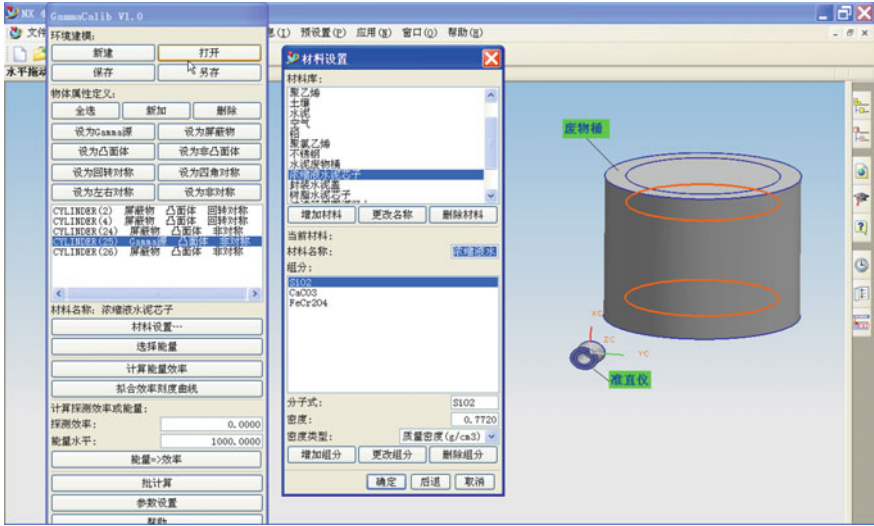 NX
GammaCalib V1.0
文件
(I) 预设置(P) 应用(N) 窗口(O) 帮助(H)
水平拖动
环境建模:
新建 打开
保存 另存
物体属性定义:
全选 新加 删除
设为Gamma源 设为屏蔽物
设为凸面体 设为非凸面体
设为回转对称 设为四角对称
设为左右对称 设为非对称
CYLINDER(2) 屏蔽物 凸面体 回转对称
CYLINDER(4) 屏蔽物 凸面体 回转对称
CYLINDER(24) 屏蔽物 凸面体 非对称
CYLINDER(25) Gamma源 凸面体 非对称
CYLINDER(26) 屏蔽物 凸面体 非对称
材料名称: 浓缩液水泥芯子
材料设置…
选择能量
计算能量效率
拟合效率刻度曲线
计算探测效率或能量:
探测效率: 0.0000
能量水平: 1000.0000
能量=>效率
批计算
参数设置
帮助
材料设置
材料库:
聚乙烯
土壤
水泥
空气
铅
聚氯乙烯
不锈钢
水泥废物桶
浓缩液水泥芯子
封装水泥盖
树脂水泥芯子
增加材料 更改名称 删除材料
当前材料:
材料名称: 浓缩液水
组分:
SiO2
CaCO3
FeCr2O4
分子式: SiO2
密度: 0.7720
密度类型: 质量密度(g/cm3)
增加组分 更改组分 删除组分
确定 后退 取消
废物桶
XC
ZC
YC
准直仪